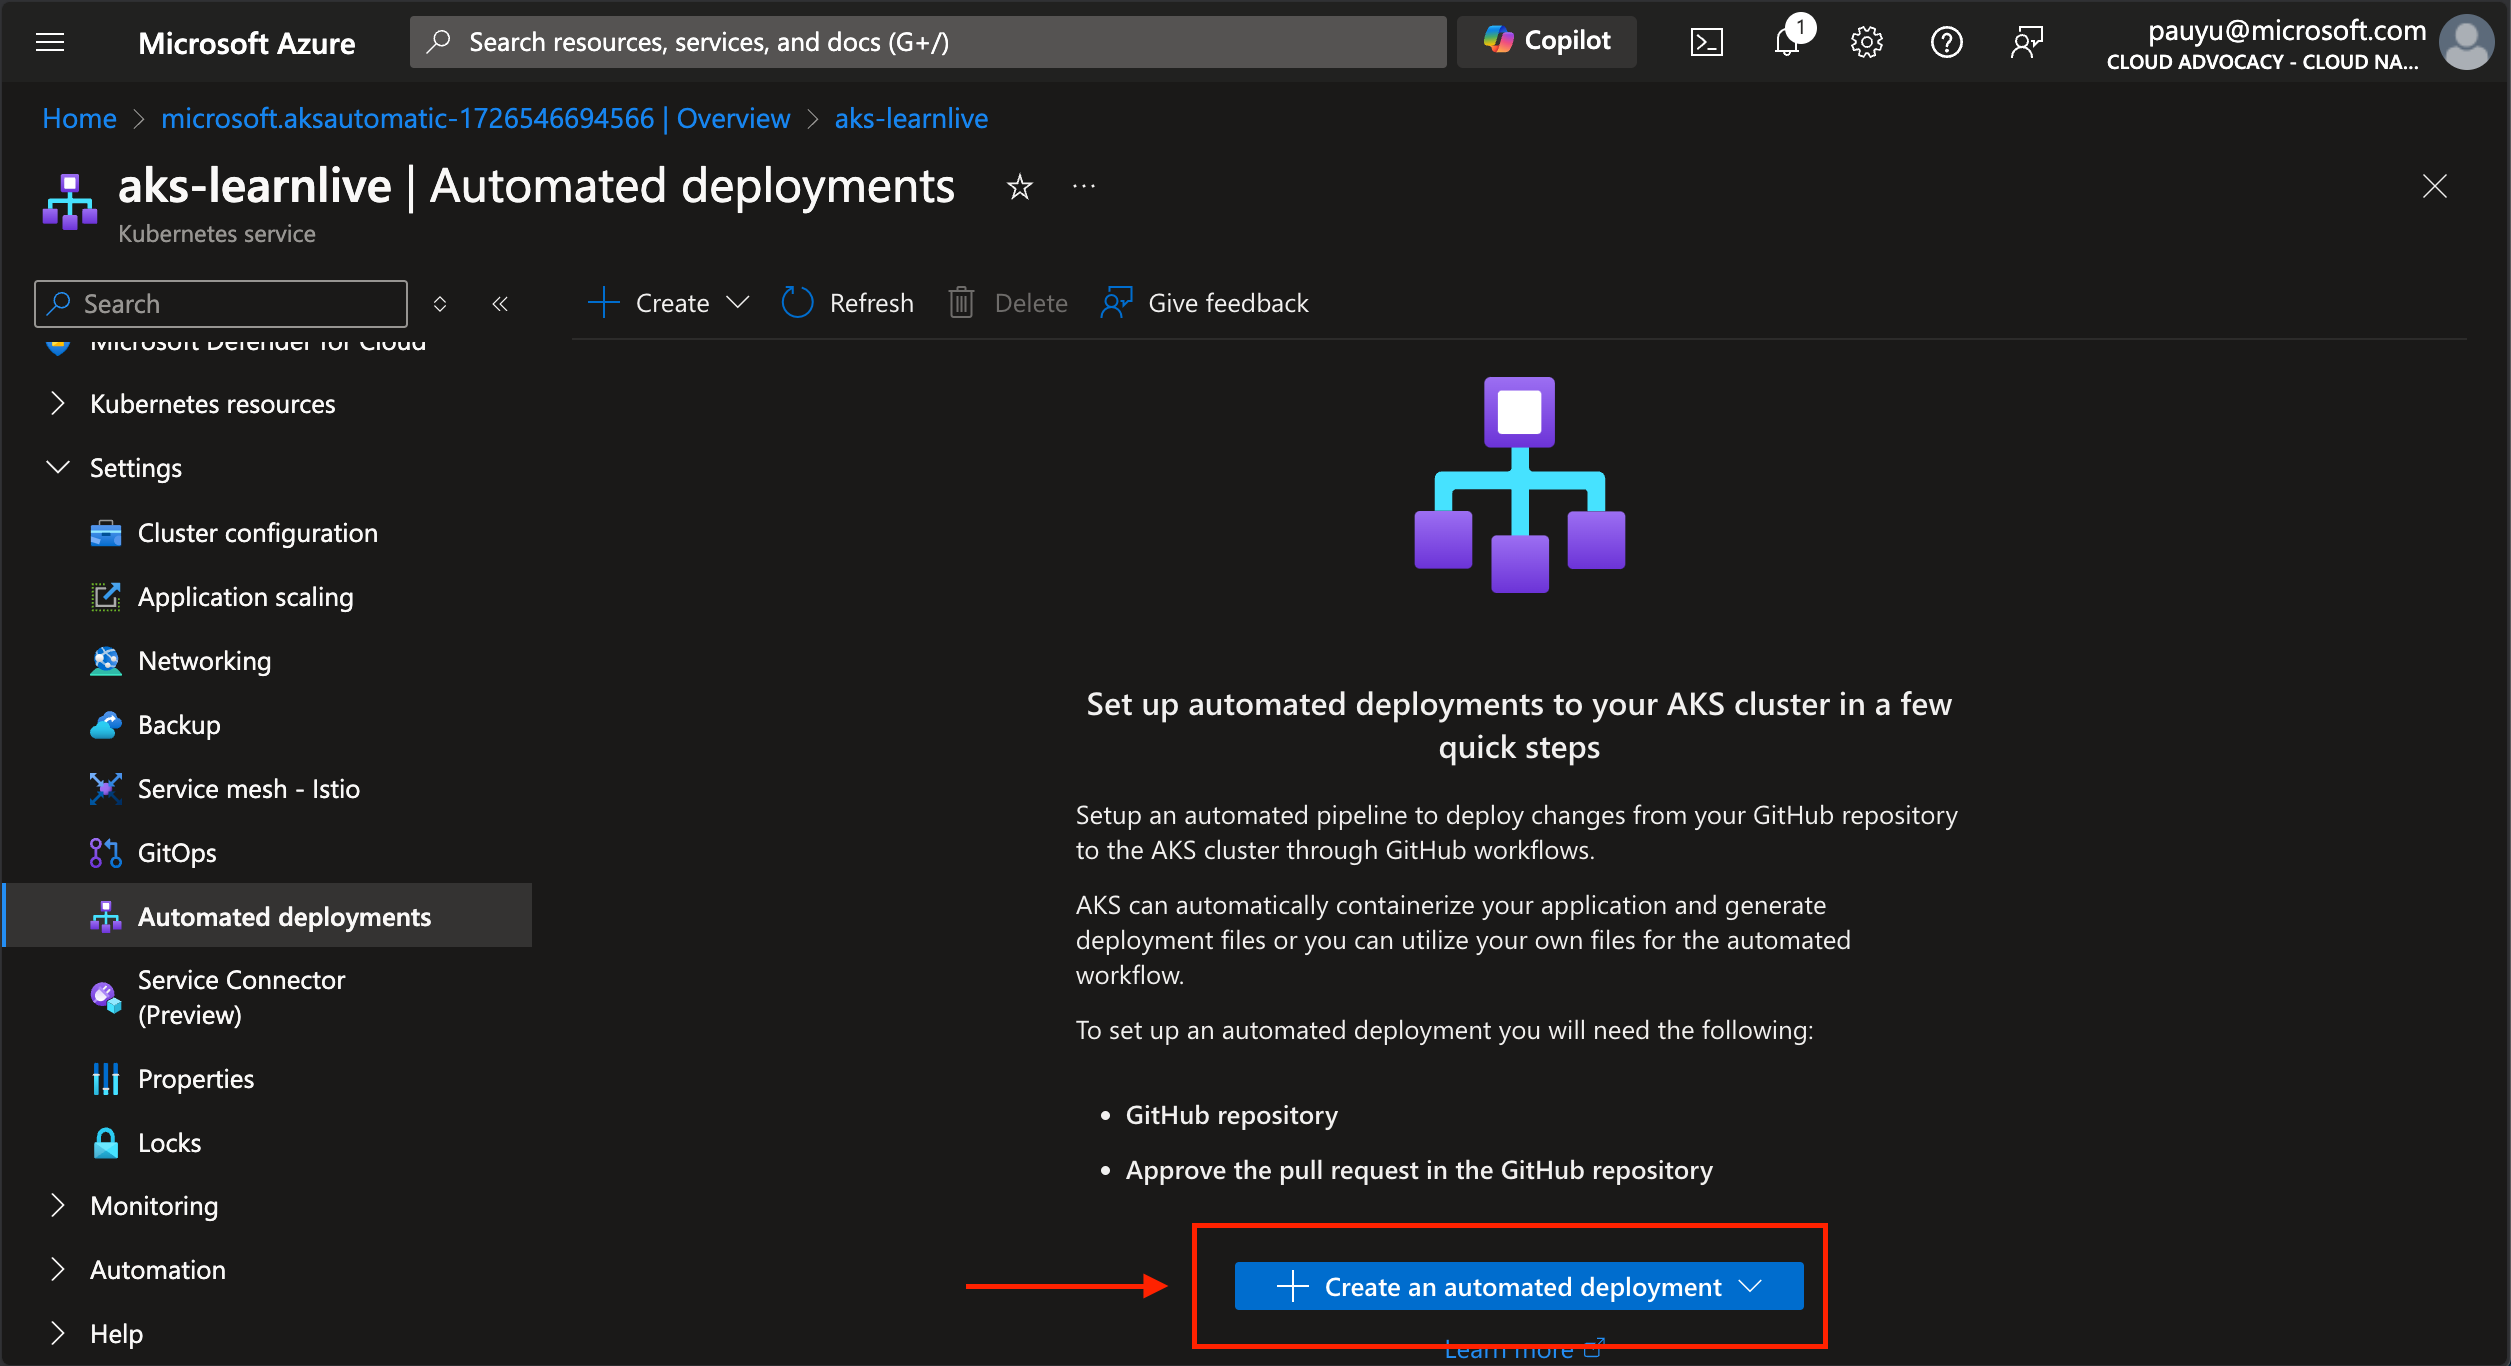 Microsoft Azure
Search resources, services, and docs (G+/)
Copilot
1
pauyu@microsoft.com
CLOUD ADVOCACY - CLOUD NA...
Home > microsoft.aksautomatic-1726546694566 | Overview > aks-learnlive
aks-learnlive | Automated deployments
Kubernetes service
Search
Create
Refresh
Delete
Give feedback
Microsoft Defender for Cloud
Kubernetes resources
Settings
Cluster configuration
Application scaling
Networking
Backup
Service mesh - Istio
GitOps
Automated deployments
Service Connector
(Preview)
Properties
Locks
Monitoring
Automation
Help
Set up automated deployments to your AKS cluster in a few
quick steps
Setup an automated pipeline to deploy changes from your GitHub repository
to the AKS cluster through GitHub workflows.
AKS can automatically containerize your application and generate
deployment files or you can utilize your own files for the automated
workflow.
To set up an automated deployment you will need the following:
• GitHub repository
• Approve the pull request in the GitHub repository
Create an automated deployment
Learn more